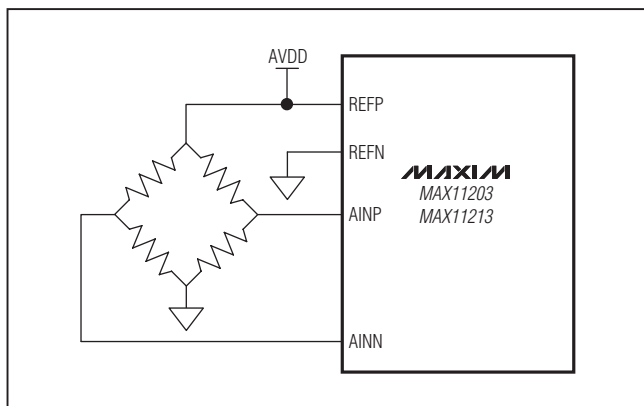 AVDD
REFP
REFN
MAXIM
MAX11203
MAX11213
AINP
AINN